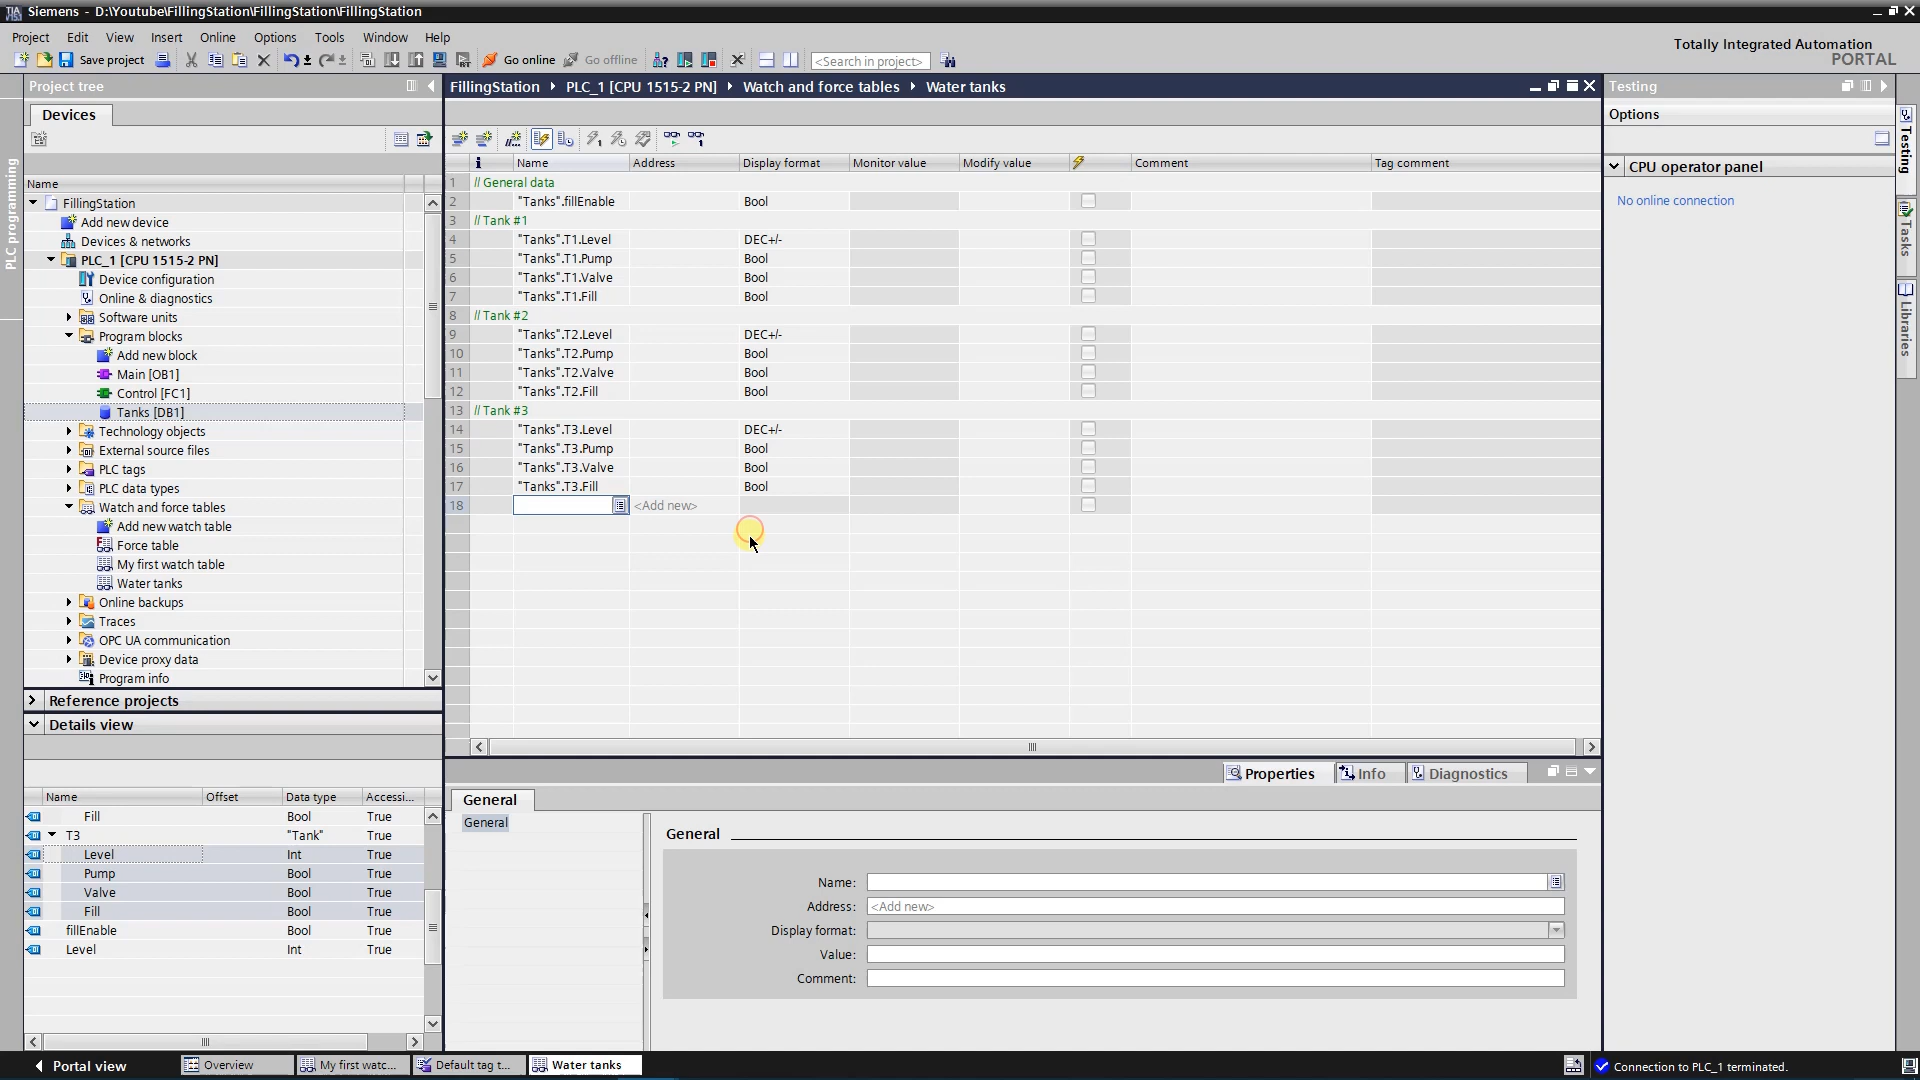 Siemens - D:\Youtube\FillingStation\FillingStation\FillingStation
Project Edit View Insert Online Options Tools Window Help
Totally Integrated Automation
PORTAL
Save project
Go online
Go offline
<Search in project>
Project tree
FillingStation PLC_1 [CPU 1515-2 PN] Watch and force tables Water tanks
Testing
Devices
Options
PLC programming
CPU operator panel
No online connection
Testing
Tasks
Libraries
Name
FillingStation
Add new device
Devices & networks
PLC_1 [CPU 1515-2 PN]
Device configuration
Online & diagnostics
Software units
Program blocks
Add new block
Main [OB1]
Control [FC1]
Tanks [DB1]
Technology objects
External source files
PLC tags
PLC data types
Watch and force tables
Add new watch table
Force table
My first watch table
Water tanks
Online backups
Traces
OPC UA communication
Device proxy data
Program info
i Name Address Display format Monitor value Modify value Comment Tag comment
1 // General data
2 "Tanks".fillEnable Bool
3 // Tank #1
4 "Tanks".T1.Level DEC+/-
5 "Tanks".T1.Pump Bool
6 "Tanks".T1.Valve Bool
7 "Tanks".T1.Fill Bool
8 // Tank #2
9 "Tanks".T2.Level DEC+/-
10 "Tanks".T2.Pump Bool
11 "Tanks".T2.Valve Bool
12 "Tanks".T2.Fill Bool
13 // Tank #3
14 "Tanks".T3.Level DEC+/-
15 "Tanks".T3.Pump Bool
16 "Tanks".T3.Valve Bool
17 "Tanks".T3.Fill Bool
18 <Add new>
Reference projects
Details view
Name Offset Data type Accessi...
Fill Bool True
T3 "Tank" True
Level Int True
Pump Bool True
Valve Bool True
Fill Bool True
fillEnable Bool True
Level Int True
Properties Info Diagnostics
General
General
General
Name:
Address: <Add new>
Display format:
Value:
Comment:
Portal view Overview My first watc... Default tag t... Water tanks
Connection to PLC_1 terminated.